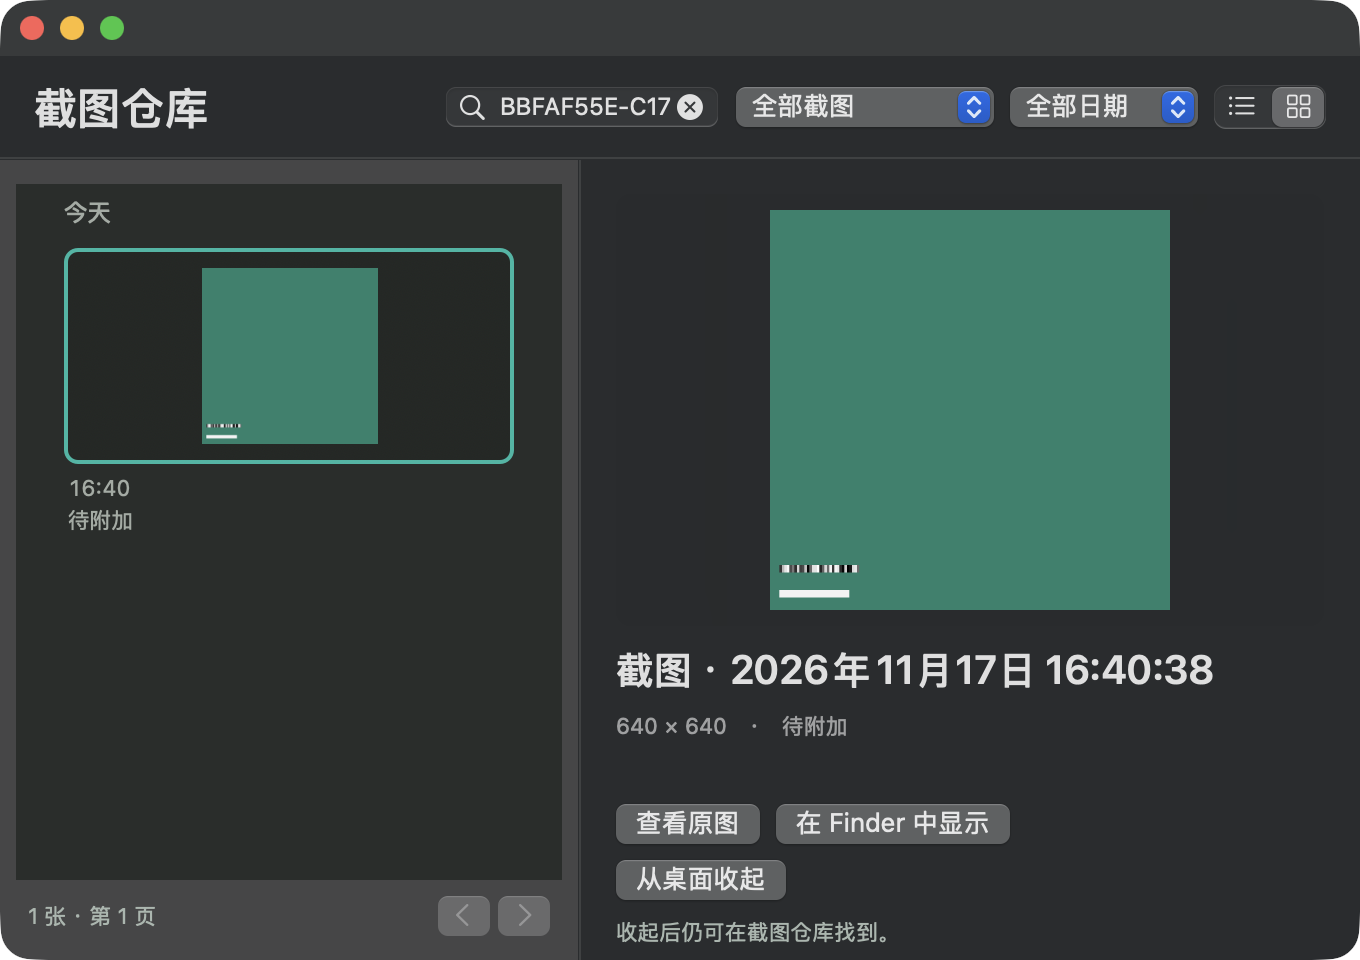 截图仓库
BBFAF55E-C17
全部截图
全部日期
今天
16:40
待附加
1 张 · 第 1 页
截图 · 2026年11月17日 16:40:38
640 × 640 · 待附加
查看原图
在 Finder 中显示
从桌面收起
收起后仍可在截图仓库找到。